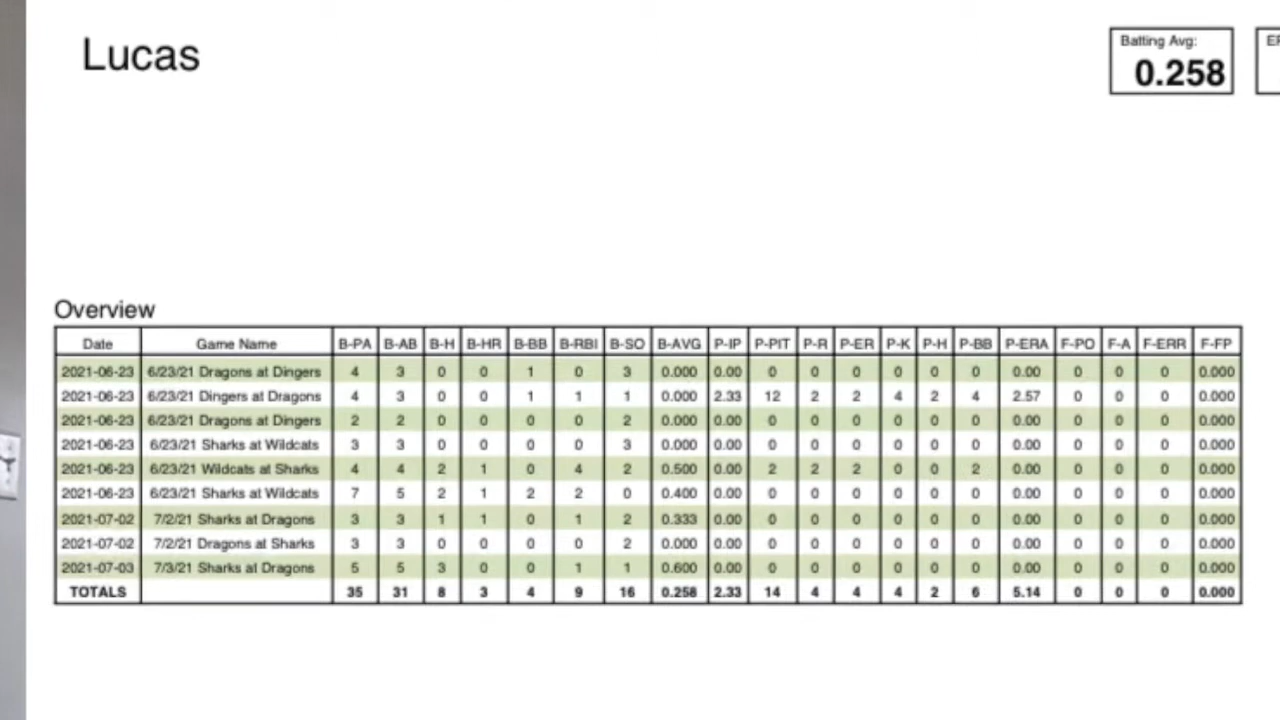 Lucas
Batting Avg:
0.258
Overview
Date Game Name B-PA B-AB B-H B-HR B-BB B-RBI B-SO B-AVG P-IP P-PIT P-R P-ER P-K P-H P-BB P-ERA F-PO F-A F-ERR F-FP
2021-06-23 6/23/21 Dragons at Dingers 4 3 0 0 1 0 3 0.000 0.00 0 0 0 0 0 0 0.00 0 0 0 0.000
2021-06-23 6/23/21 Dingers at Dragons 4 3 0 0 1 1 1 0.000 2.33 12 2 2 4 2 4 2.57 0 0 0 0.000
2021-06-23 6/23/21 Dragons at Dingers 2 2 0 0 0 0 2 0.000 0.00 0 0 0 0 0 0 0.00 0 0 0 0.000
2021-06-23 6/23/21 Sharks at Wildcats 3 3 0 0 0 0 3 0.000 0.00 0 0 0 0 0 0 0.00 0 0 0 0.000
2021-06-23 6/23/21 Wildcats at Sharks 4 4 2 1 0 4 2 0.500 0.00 2 2 2 0 0 2 0.00 0 0 0 0.000
2021-06-23 6/23/21 Sharks at Wildcats 7 5 2 1 2 2 0 0.400 0.00 0 0 0 0 0 0 0.00 0 0 0 0.000
2021-07-02 7/2/21 Sharks at Dragons 3 3 1 1 0 1 2 0.333 0.00 0 0 0 0 0 0 0.00 0 0 0 0.000
2021-07-02 7/2/21 Dragons at Sharks 3 3 0 0 0 0 2 0.000 0.00 0 0 0 0 0 0 0.00 0 0 0 0.000
2021-07-03 7/3/21 Sharks at Dragons 5 5 3 0 0 1 1 0.600 0.00 0 0 0 0 0 0 0.00 0 0 0 0.000
TOTALS 35 31 8 3 4 9 16 0.258 2.33 14 4 4 4 2 6 5.14 0 0 0 0.000